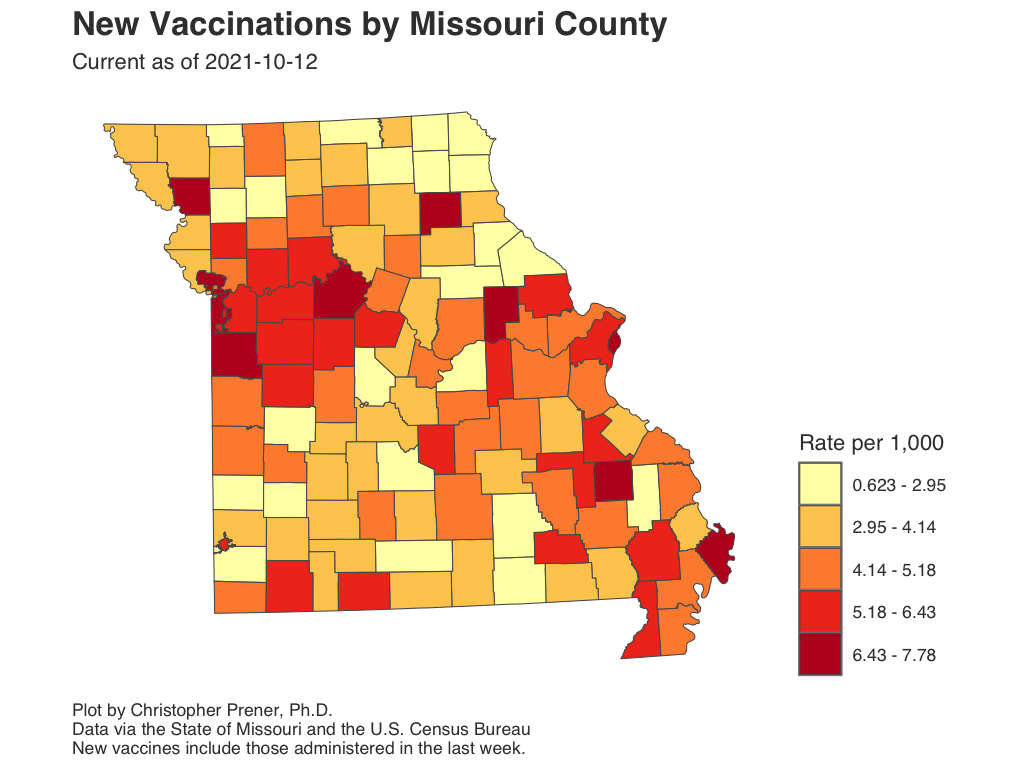 New Vaccinations by Missouri County
Current as of 2021-10-12
Rate per 1,000
0.623 - 2.95
2.95 - 4.14
4.14 - 5.18
5.18 - 6.43
6.43 - 7.78
Plot by Christopher Prener, Ph.D.
Data via the State of Missouri and the U.S. Census Bureau
New vaccines include those administered in the last week.